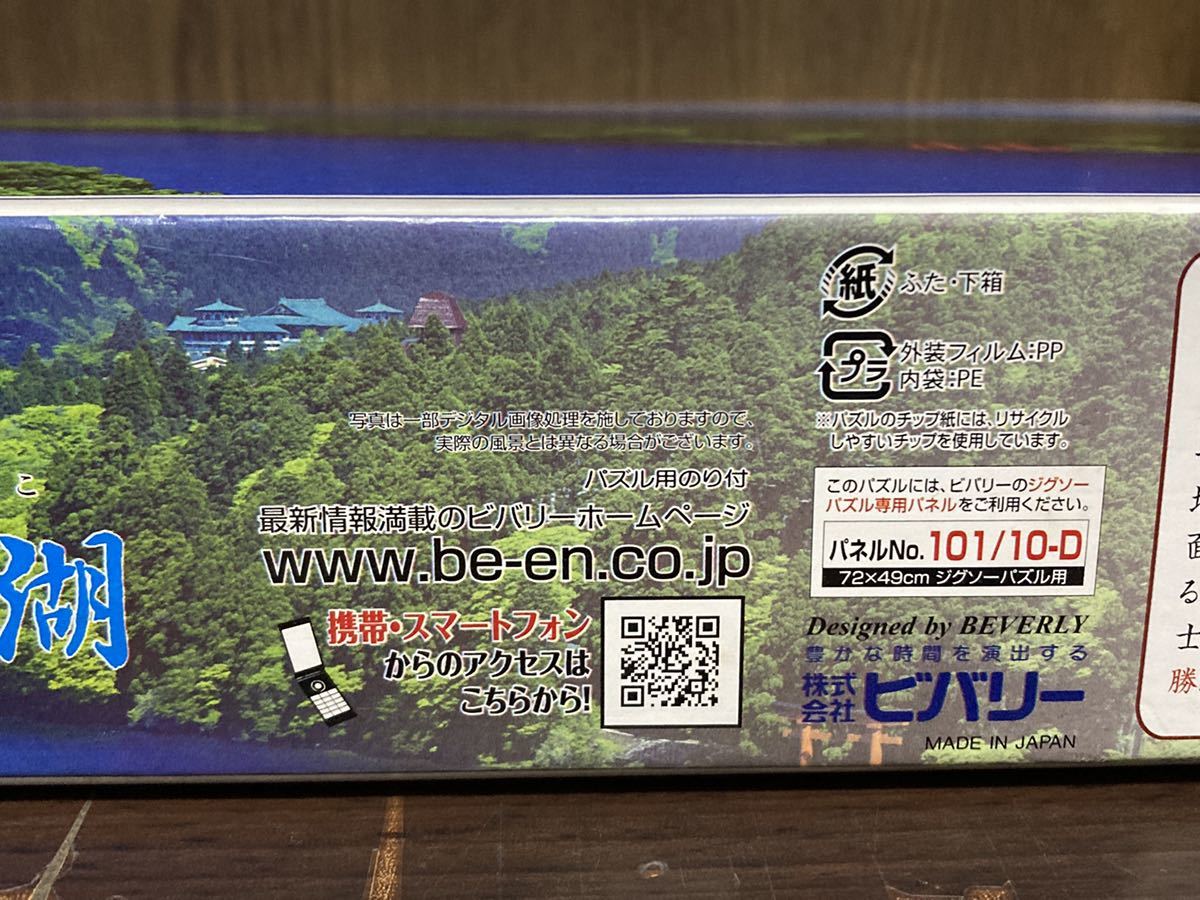 こ
湖
写真は一部デジタル画像処理を施しておりますので、
実際の風景とは異なる場合がございます。
パズル用のり付
最新情報満載のビバリーホームページ
www.be-en.co.jp
携帯・スマートフォン
からのアクセスは
こちらから!
紙 ふた・下箱
プラ 外装フィルム:PP
内袋:PE
※パズルのチップ紙には、リサイクル
しやすいチップを使用しています。
このパズルには、ビバリーのジグソー
パズル専用パネルをご利用ください。
パネルNo. 101/10-D
72×49cm ジグソーパズル用
Designed by BEVERLY
豊かな時間を演出する
株式会社 ビバリー
MADE IN JAPAN
面
る
士
勝